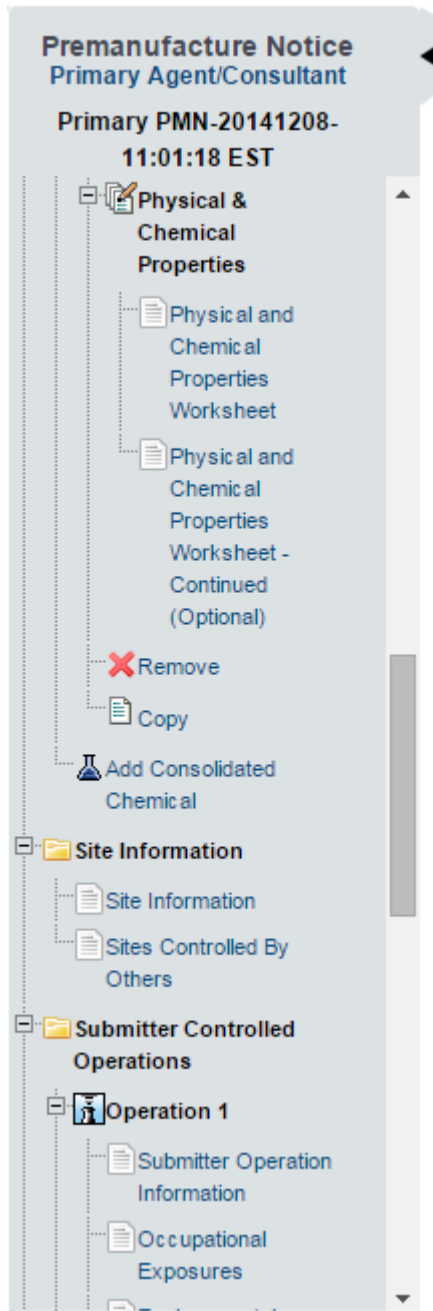 Premanufacture Notice
Primary Agent/Consultant
Primary PMN-20141208-
11:01:18 EST
Physical &
Chemical
Properties
Physical and
Chemical
Properties
Worksheet
Physical and
Chemical
Properties
Worksheet -
Continued
(Optional)
Remove
Copy
Add Consolidated
Chemical
Site Information
Site Information
Sites Controlled By
Others
Submitter Controlled
Operations
Operation 1
Submitter Operation
Information
Occupational
Exposures